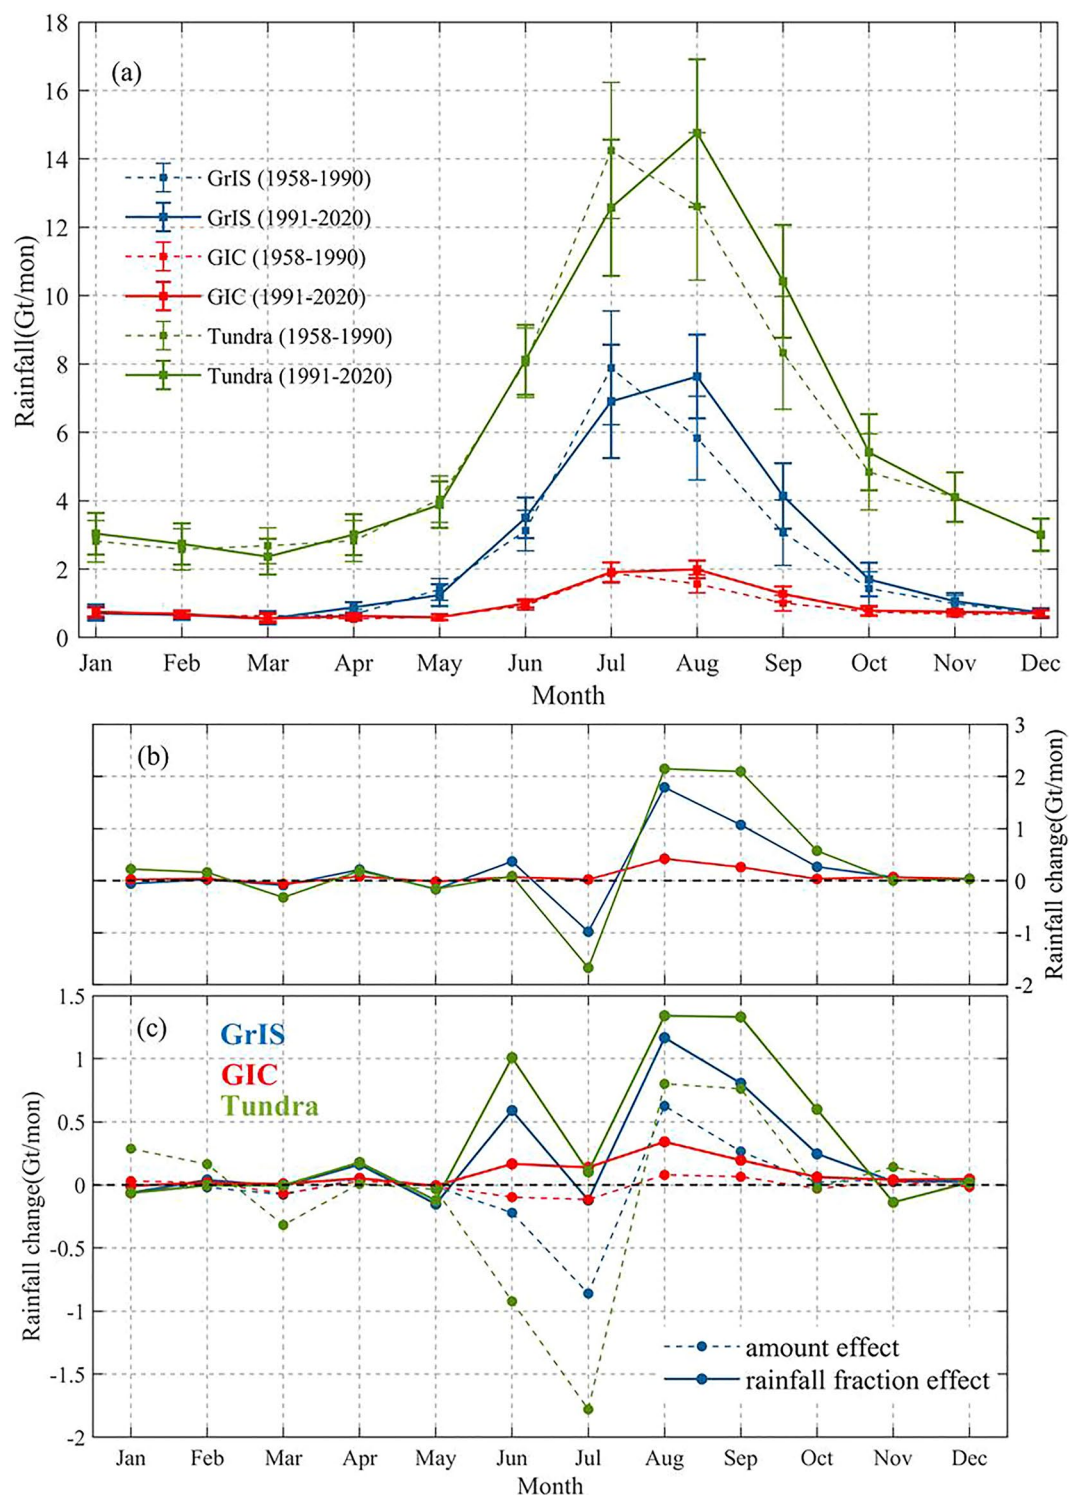 18
16
14
12
10
8
6
4
2
0
Rainfall(Gt/mon)
(a)
GrIS (1958-1990)
GrIS (1991-2020)
GIC (1958-1990)
GIC (1991-2020)
Tundra (1958-1990)
Tundra (1991-2020)
Jan Feb Mar Apr May Jun Jul Aug Sep Oct Nov Dec
Month
(b)
3
2
1
0
-1
-2
Rainfall change(Gt/mon)
1.5
1
0.5
0
-0.5
-1
-1.5
-2
Rainfall change(Gt/mon)
(c)
GrIS
GIC
Tundra
amount effect
rainfall fraction effect
Jan Feb Mar Apr May Jun Jul Aug Sep Oct Nov Dec
Month